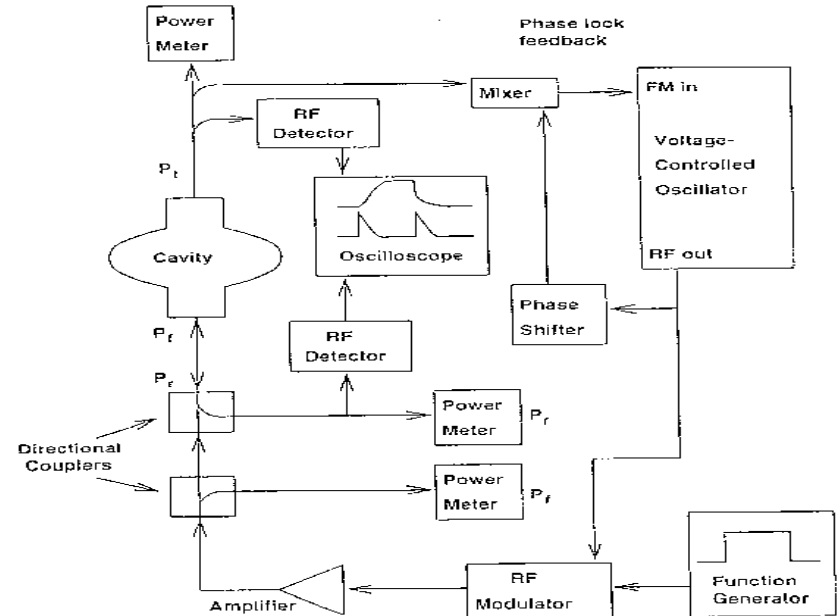 Power
Meter
Phase lock
feedback
Mixer
FM in
RF
Detector
Voltage-
Controlled
Oscillator
Pt
Cavity
Oscilloscope
RF out
Phase
Shifter
Pf
RF
Detector
Pr
Power
Meter
Pr
Directional
Couplers
Power
Meter
Pf
RF
Modulator
Function
Generator
Amplifier